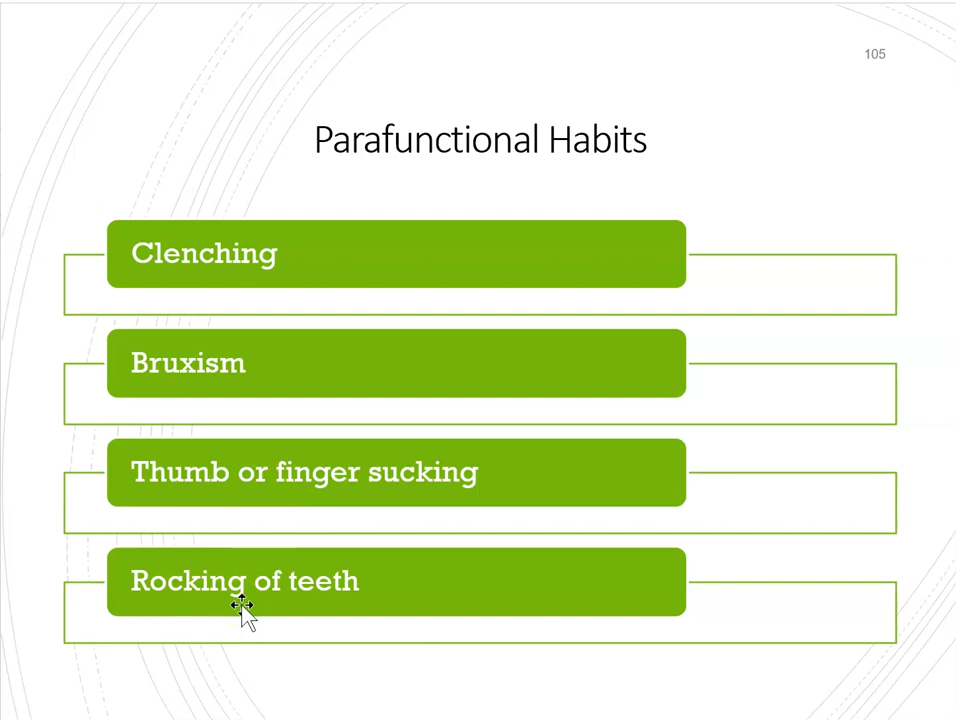 105
Parafunctional Habits
Clenching
Bruxism
Thumb or finger sucking
Rocking of teeth